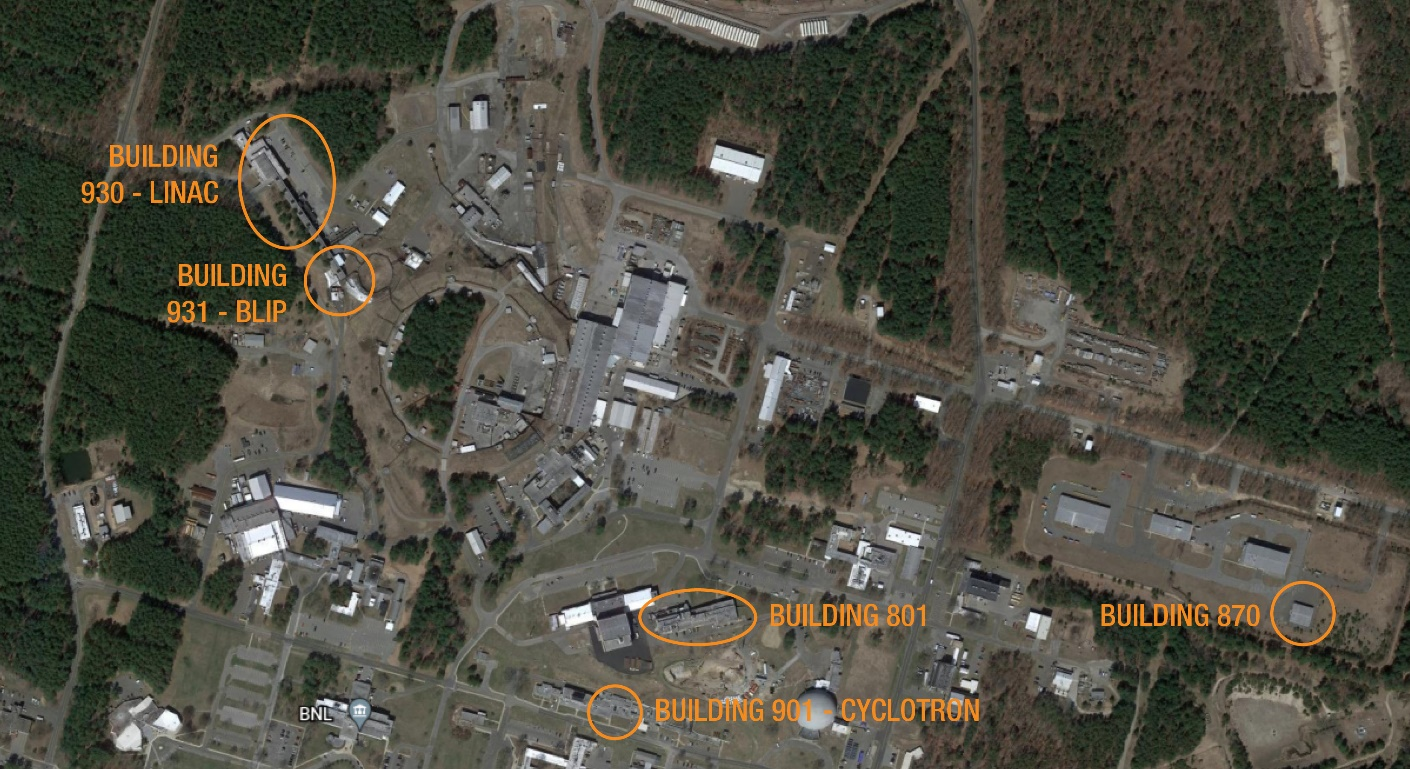 BUILDING
930 - LINAC
BUILDING
931 - BLIP
BUILDING 801
BUILDING 870
BUILDING 901 - CYCLOTRON
BNL